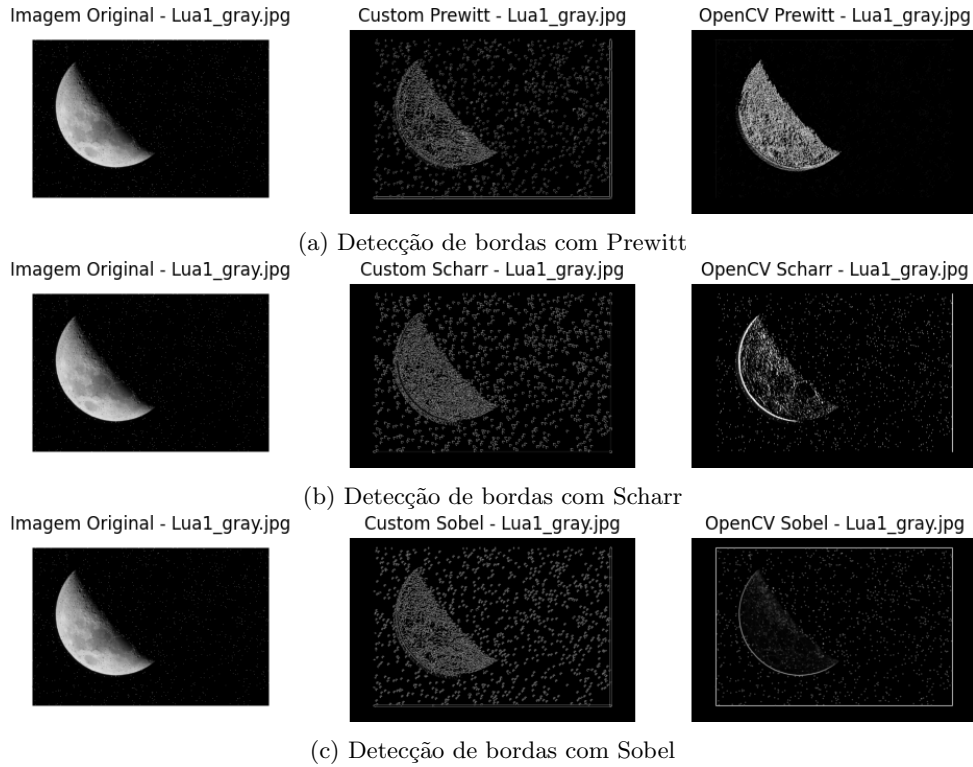 Imagem Original - Lua1_gray.jpg Custom Prewitt - Lua1_gray.jpg OpenCV Prewitt - Lua1_gray.jpg
(a) Detecção de bordas com Prewitt
Imagem Original - Lua1_gray.jpg Custom Scharr - Lua1_gray.jpg OpenCV Scharr - Lua1_gray.jpg
(b) Detecção de bordas com Scharr
Imagem Original - Lua1_gray.jpg Custom Sobel - Lua1_gray.jpg OpenCV Sobel - Lua1_gray.jpg
(c) Detecção de bordas com Sobel